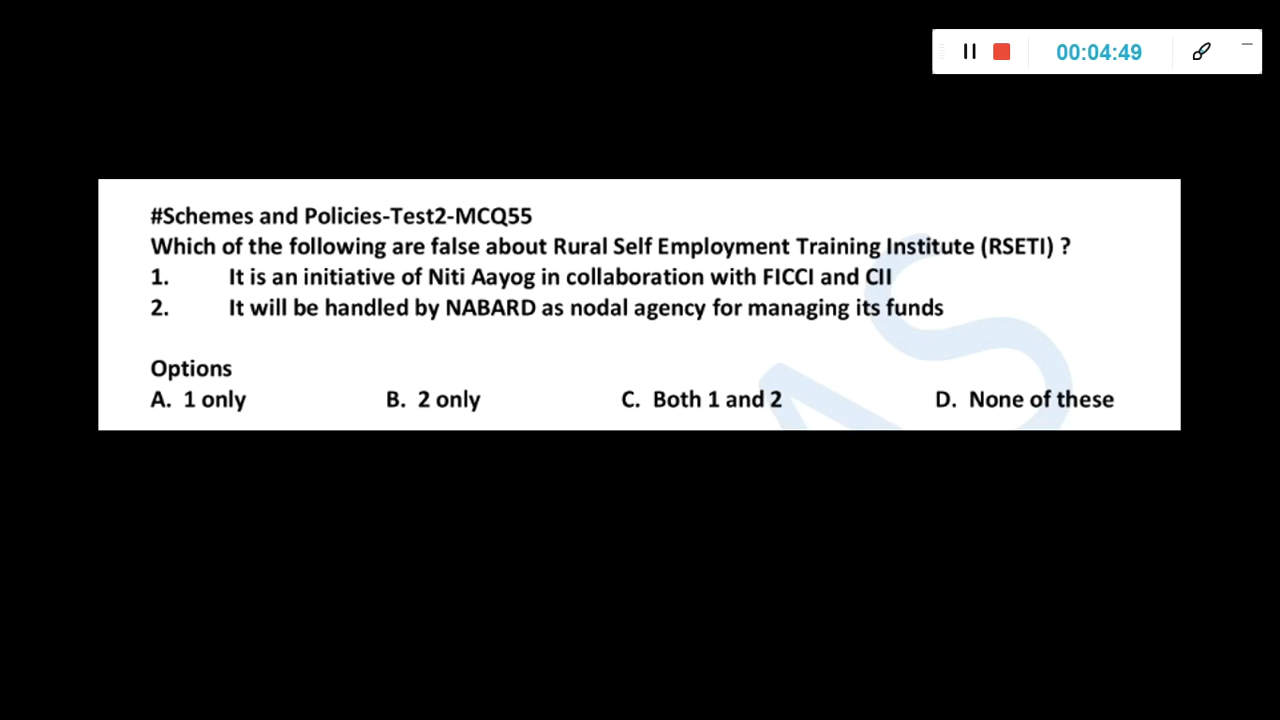 00:04:49
#Schemes and Policies-Test2-MCQ55
Which of the following are false about Rural Self Employment Training Institute (RSETI) ?
1. It is an initiative of Niti Aayog in collaboration with FICCI and CII
2. It will be handled by NABARD as nodal agency for managing its funds
Options
A. 1 only B. 2 only C. Both 1 and 2 D. None of these